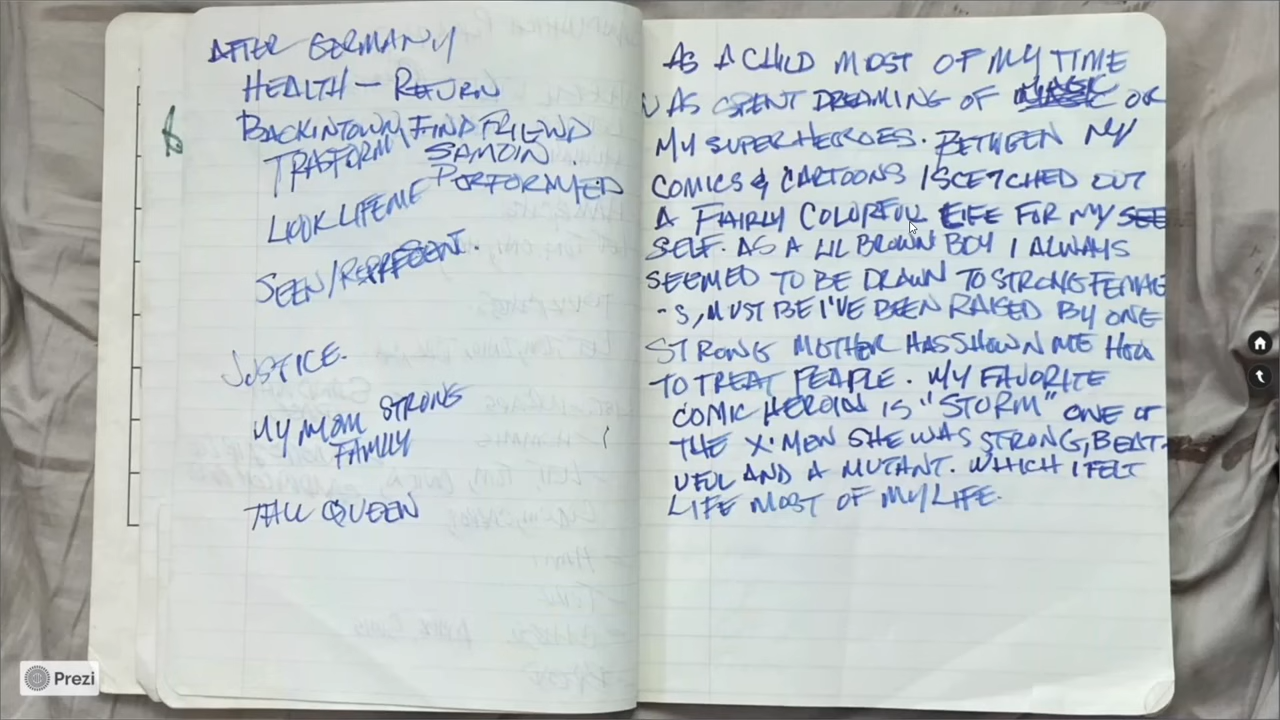 AFTER GERMANY
HEALTH — RETURN
BACK IN TOWN, FIND FRIEND
TRASFORM SAMOIN
PERFORMED
LOOK LIFE ME
SEEN/REPRESENT.
JUSTICE.
MY MOM STRONG
FAMILY
TALL QUEEN
AS A CHILD MOST OF MY TIME
WAS SPENT DREAMING OF OR
MY SUPERHEROES. BETWEEN MY
COMICS & CARTOONS I SCETCHED OUT
A FAIRLY COLORFUL LIFE FOR MY SEE
SELF. AS A LIL BROWN BOY I ALWAYS
SEEMED TO BE DRAWN TO STRONG FEMALE
-S, MUST BE I'VE BEEN RAISED BY ONE
STRONG MOTHER HAS SHOWN ME HOW
TO TREAT PEAPLE. MY FAVORITE
COMIC HEROIN IS "STORM" ONE OF
THE X'MEN SHE WAS STRONG, BEAT-
UFUL AND A MUTANT. WHICH I FELT
LIFE MOST OF MY LIFE.
Prezi